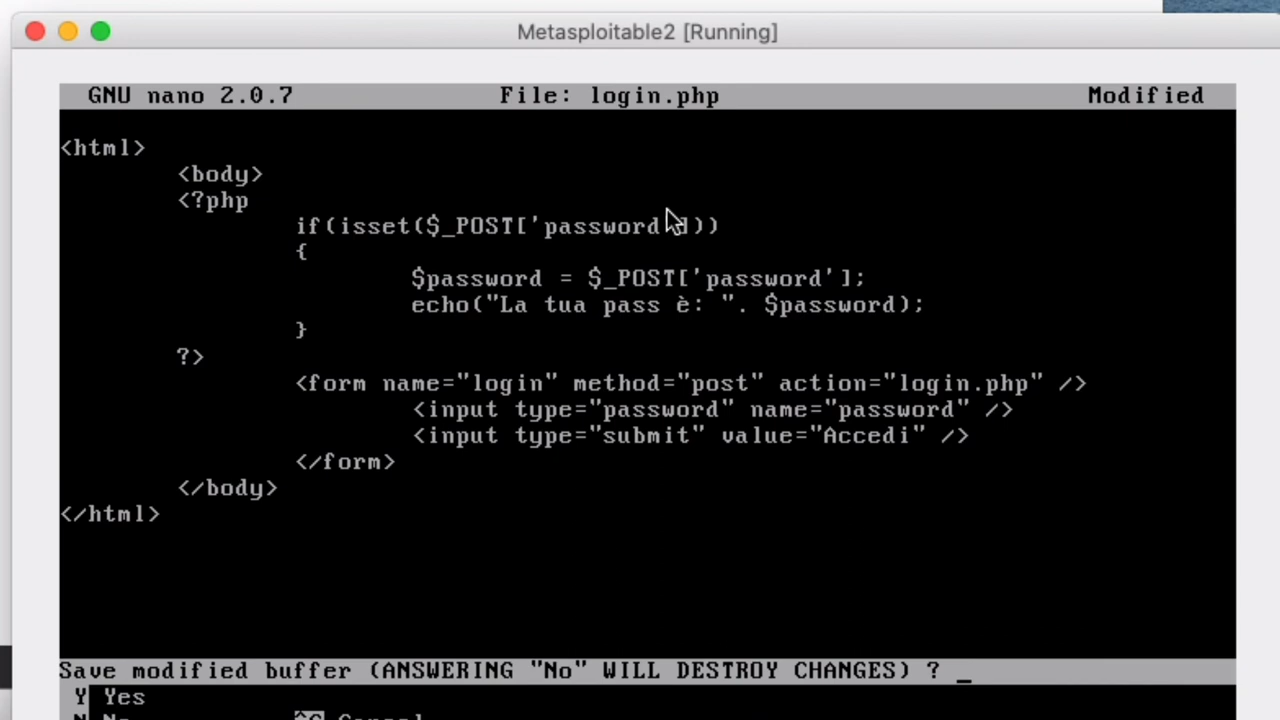 Metasploitable2 [Running]
GNU nano 2.0.7 File: login.php Modified
<html>
<body>
<?php
if(isset($_POST['password']))
{
$password = $_POST['password'];
echo("La tua pass è: ". $password);
}
?>
<form name="login" method="post" action="login.php" />
<input type="password" name="password" />
<input type="submit" value="Accedi" />
</form>
</body>
</html>
Save modified buffer (ANSWERING "No" WILL DESTROY CHANGES) ? _
Y Yes
N No ^C Cancel